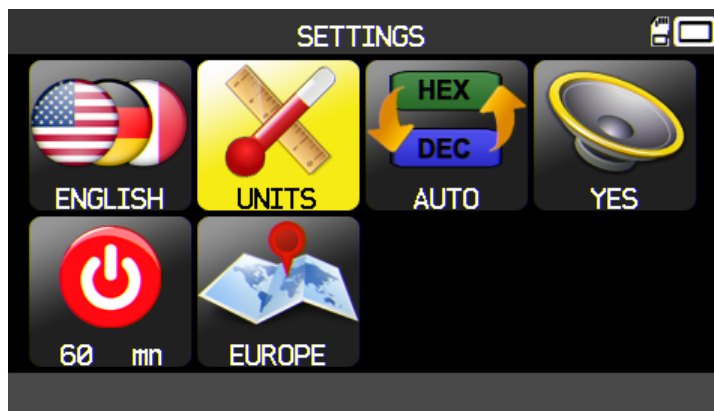 SETTINGS
HEX
DEC
ENGLISH
UNITS
AUTO
YES
60 mn
EUROPE